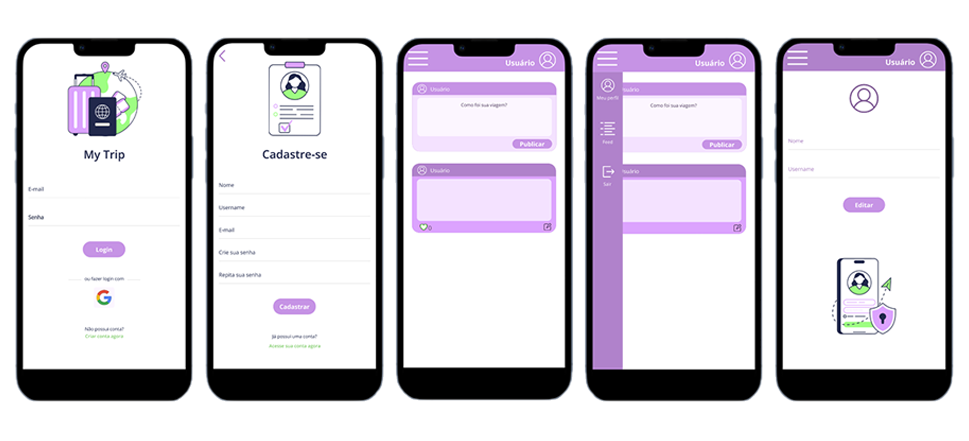 My Trip
E-mail
Senha
Login
ou fazer login com
G
Não possui conta?
Criar conta agora
Cadastre-se
Nome
Username
E-mail
Crie sua senha
Repita sua senha
Cadastrar
Já possui uma conta?
Acesse sua conta agora
Usuário
Usuário
Como foi sua viagem?
Publicar
Usuário
0
Usuário
Meu perfil
Feed
Sair
Como foi sua viagem?
Publicar
Usuário
Usuário
Nome
Username
Editar